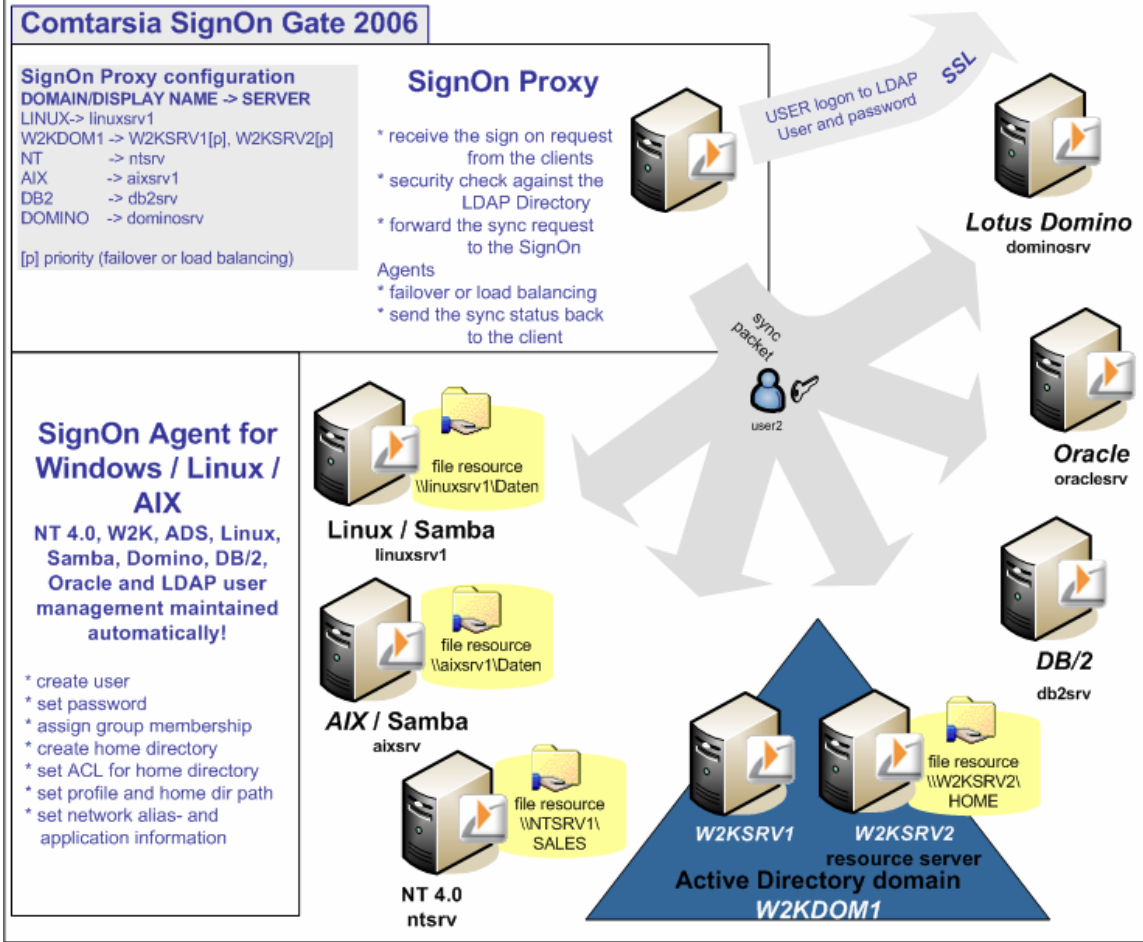 Comtarsia SignOn Gate 2006
SignOn Proxy configuration
DOMAIN/DISPLAY NAME -> SERVER
LINUX-> linuxsrv1
W2KDOM1 -> W2KSRV1[p], W2KSRV2[p]
NT -> ntsrv
AIX -> aixsrv1
DB2 -> db2srv
DOMINO -> dominosrv
[p] priority (failover or load balancing)
SignOn Proxy
* receive the sign on request
from the clients
* security check against the
LDAP Directory
* forward the sync request
to the SignOn
Agents
* failover or load balancing
* send the sync status back
to the client
USER logon to LDAP
User and password
SSL
Lotus Domino
dominosrv
sync
packet
user2
Oracle
oraclesrv
DB/2
db2srv
SignOn Agent for
Windows / Linux /
AIX
NT 4.0, W2K, ADS, Linux,
Samba, Domino, DB/2,
Oracle and LDAP user
management maintained
automatically!
* create user
* set password
* assign group membership
* create home directory
* set ACL for home directory
* set profile and home dir path
* set network alias- and
application information
file resource
\\linuxsrv1\Daten
Linux / Samba
linuxsrv1
file resource
\\aixsrv1\Daten
AIX / Samba
aixsrv
file resource
\\NTSRV1\
SALES
NT 4.0
ntsrv
file resource
\\W2KSRV2\
HOME
W2KSRV1
W2KSRV2
resource server
Active Directory domain
W2KDOM1